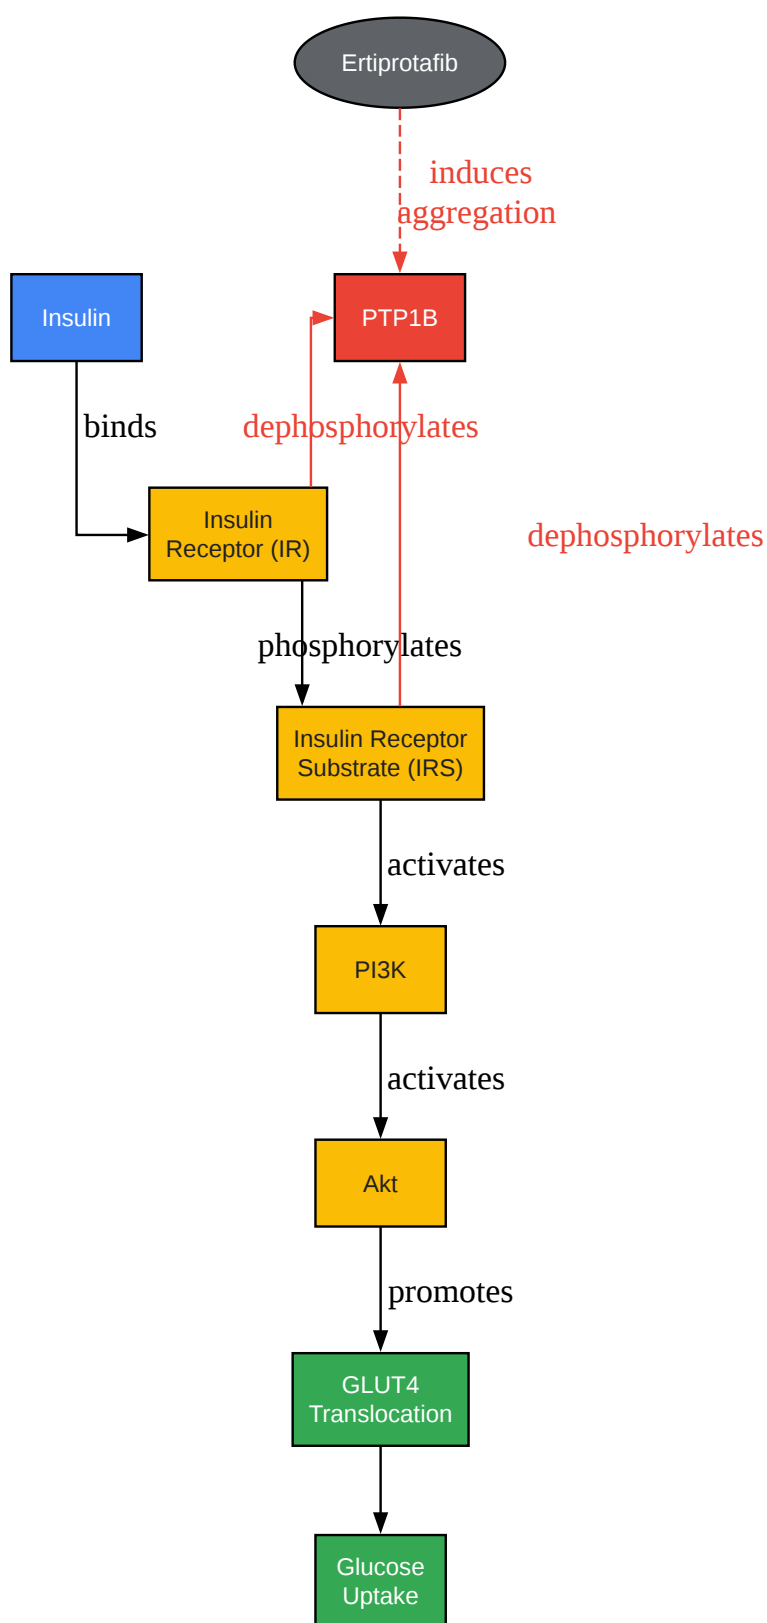 Ertiprotafib
induces
aggregation
Insulin
PTP1B
binds
dephosphorylates
Insulin
Receptor (IR)
dephosphorylates
phosphorylates
Insulin Receptor
Substrate (IRS)
activates
PI3K
activates
Akt
promotes
GLUT4
Translocation
Glucose
Uptake